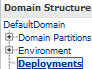 Domain Structure
DefaultDomain
Domain Partitions
Environment
Deployments